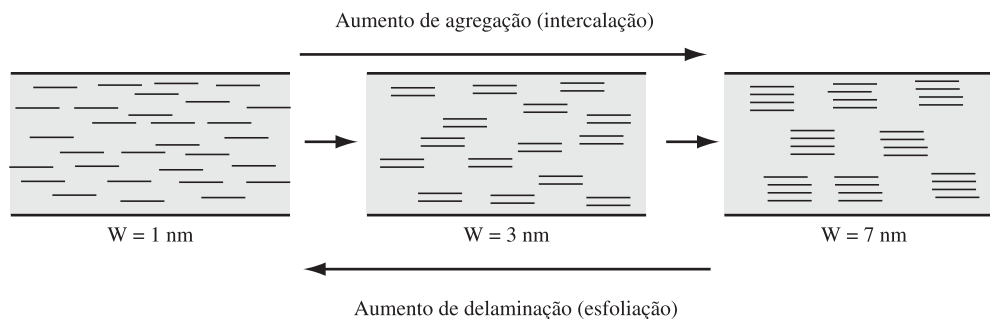 Aumento de agregação (intercalação)
W = 1 nm
W = 3 nm
W = 7 nm
Aumento de delaminação (esfoliação)